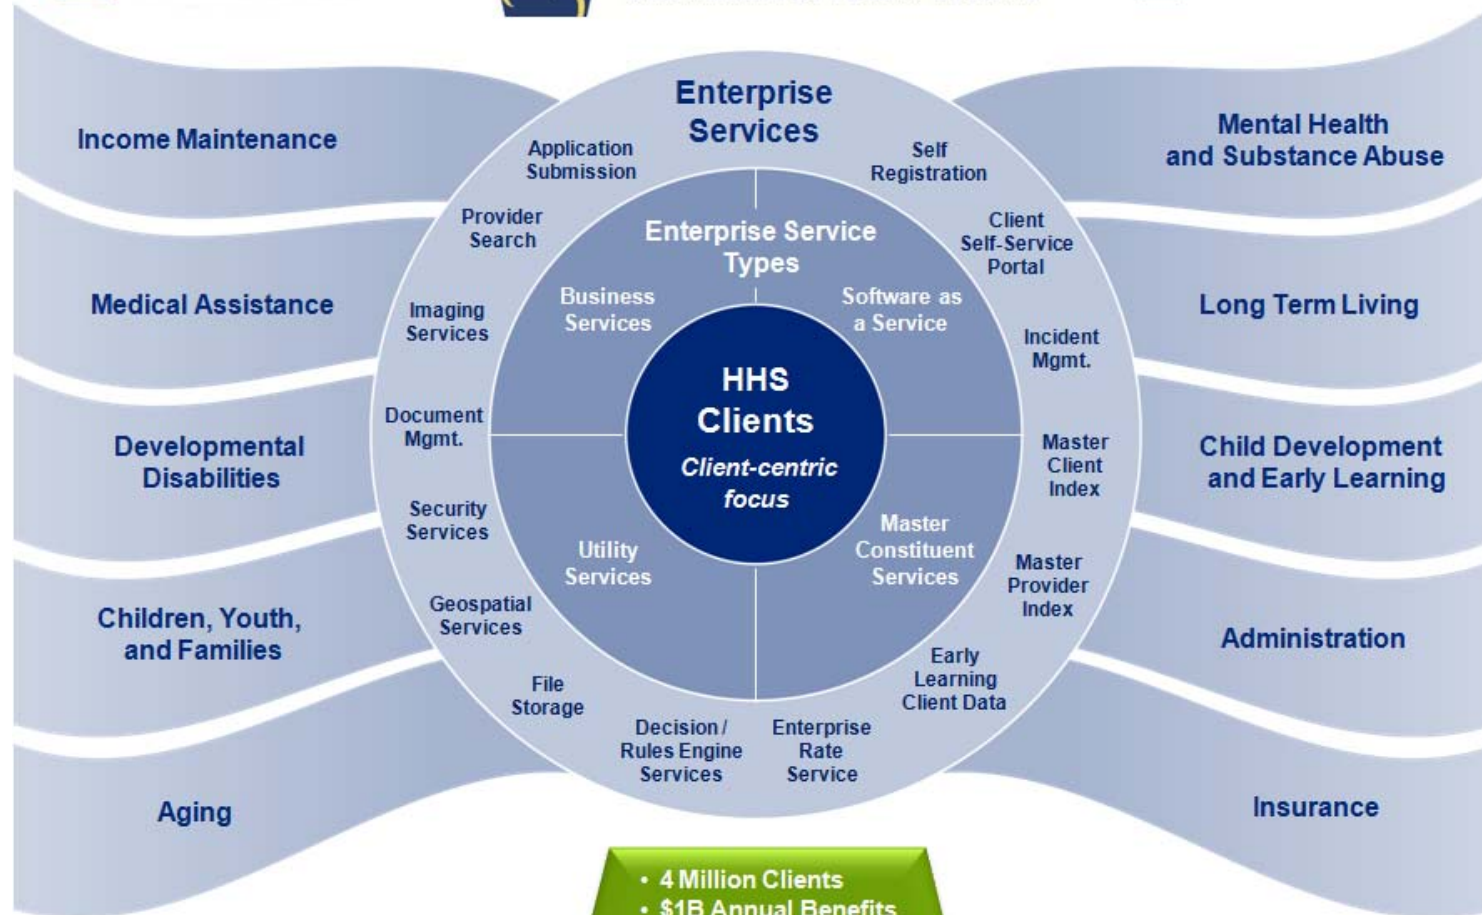 Income Maintenance
Medical Assistance
Developmental
Disabilities
Children, Youth,
and Families
Aging
Enterprise
Services
Application
Submission
Provider
Search
Imaging
Services
Document
Mgmt.
Security
Services
Geospatial
Services
File
Storage
Decision /
Rules Engine
Services
Enterprise
Rate
Service
Early
Learning
Client Data
Master
Provider
Index
Master
Client
Index
Incident
Mgmt.
Client
Self-Service
Portal
Self
Registration
Enterprise Service
Types
Business
Services
Software as
a Service
Utility
Services
Master
Constituent
Services
HHS
Clients
Client-centric
focus
Mental Health
and Substance Abuse
Long Term Living
Child Development
and Early Learning
Administration
Insurance
• 4 Million Clients
• $1B Annual Benefits